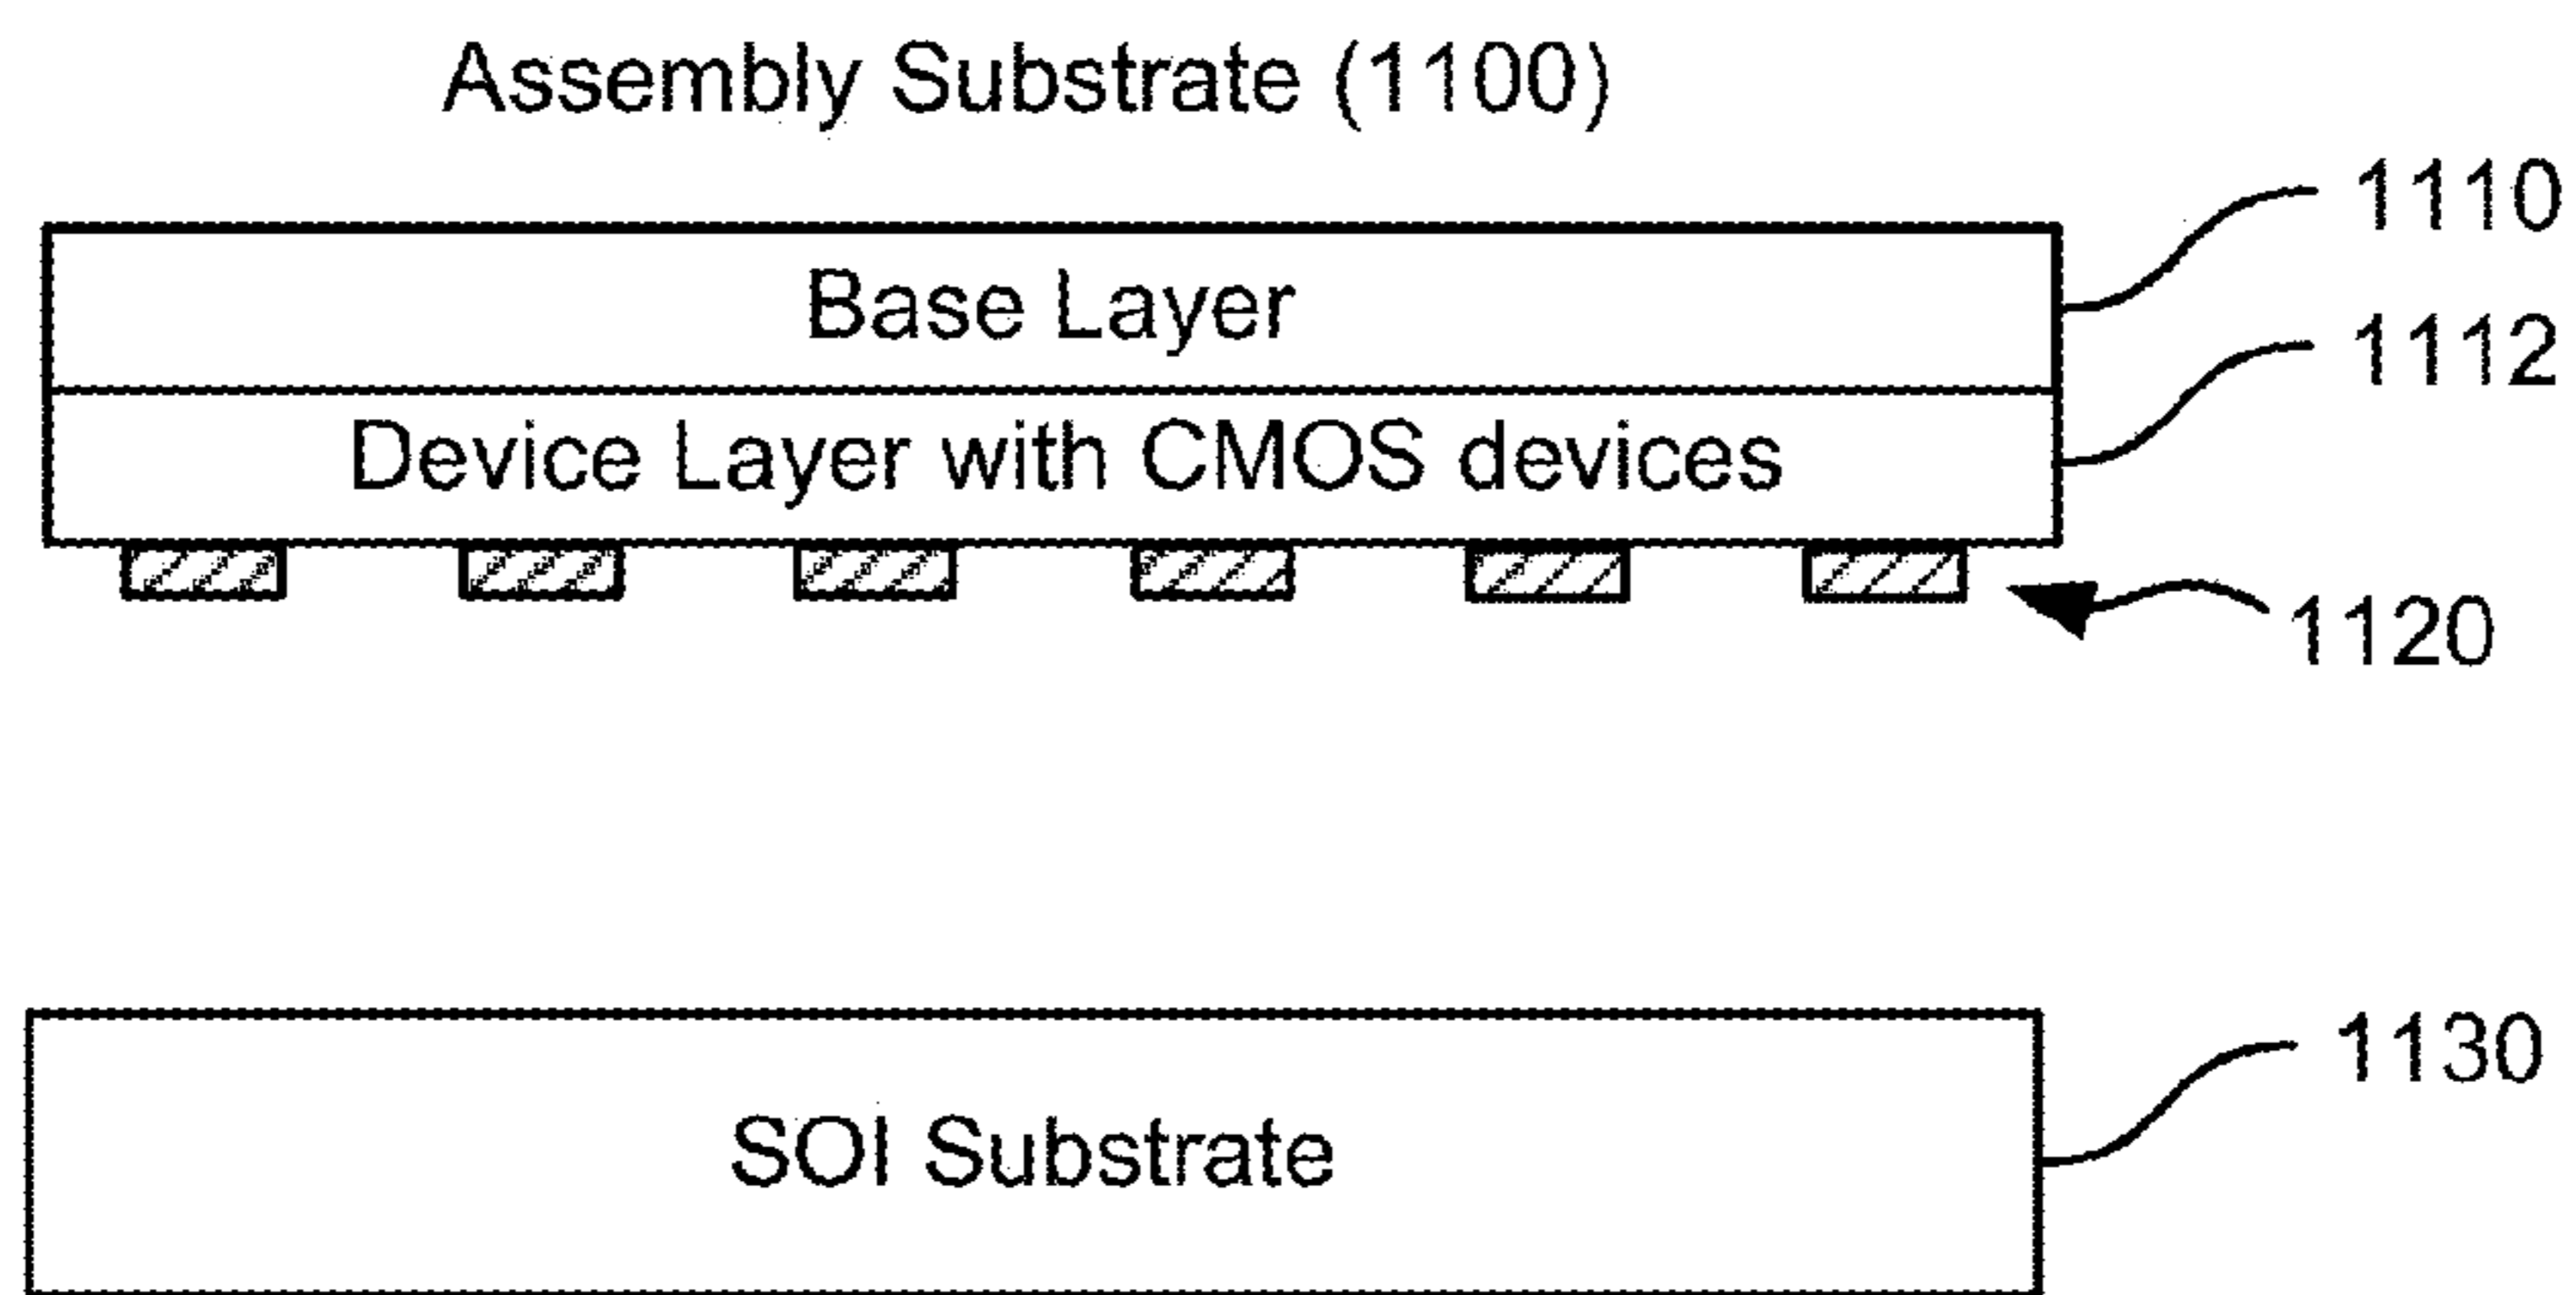 Assembly Substrate (1100)
1110
Base Layer
1112
Device Layer with CMOS devices
1120
1130
SOI Substrate